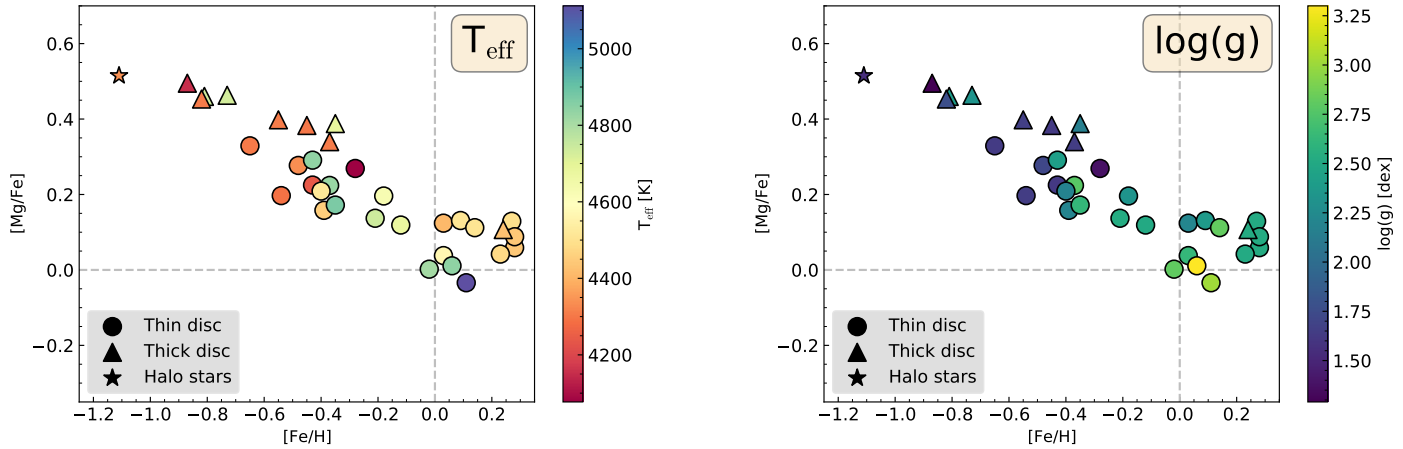 T_eff
0.6
0.4
0.2
0.0
−0.2
[Mg/Fe]
−1.2 −1.0 −0.8 −0.6 −0.4 −0.2 0.0 0.2
[Fe/H]
Thin disc
Thick disc
Halo stars
5000
4800
4600
4400
4200
T_eff [K]
log(g)
0.6
0.4
0.2
0.0
−0.2
[Mg/Fe]
−1.2 −1.0 −0.8 −0.6 −0.4 −0.2 0.0 0.2
[Fe/H]
Thin disc
Thick disc
Halo stars
3.25
3.00
2.75
2.50
2.25
2.00
1.75
1.50
log(g) [dex]